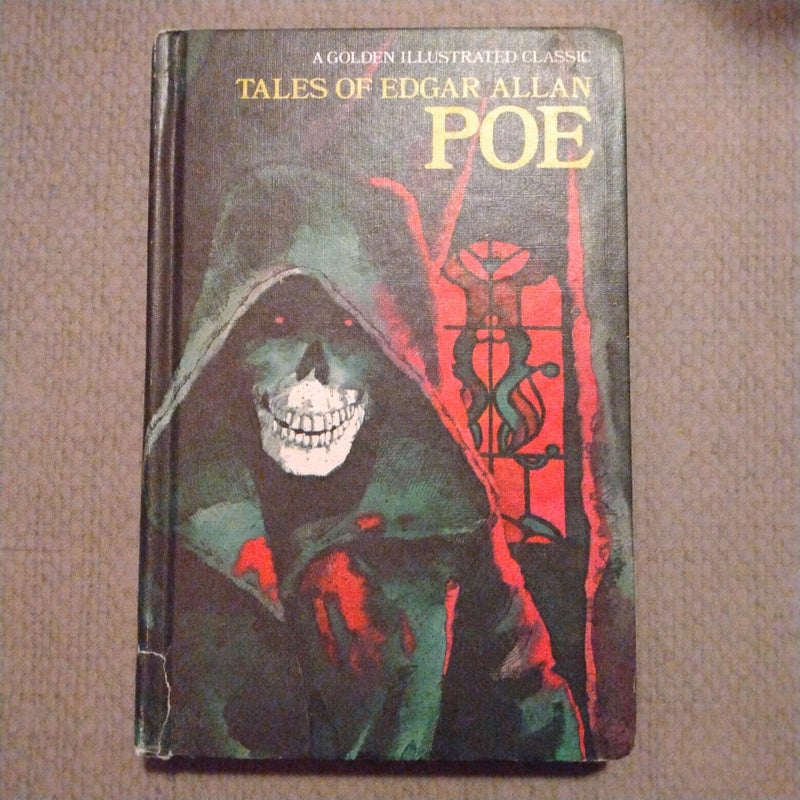 A GOLDEN ILLUSTRATED CLASSIC
TALES OF EDGAR ALLAN
POE